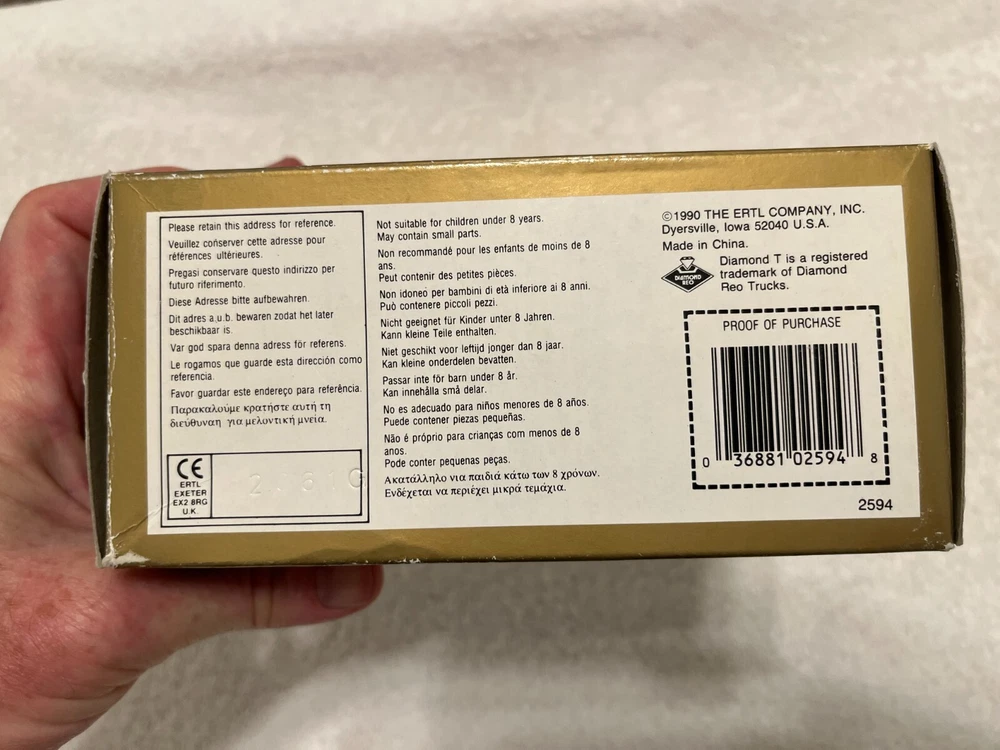 Please retain this address for reference.
Veuillez coñserver cette adresse pour
références ultérieures.
Pregasi conservare questo indirizzo per
futuro riferimento.
Diese Adresse bitte aufbewahren.
Dit adres a.u.b. bewaren zodat het later
beschikbaar is.
Var god spara denna adress för referens.
Le rogamos que guarde esta dirección como
referencia.
Favor guardar este endereço para referência.
Παρακαλούμε κρατήστε αυτή τη
διεύθυναη για μελοντική μνεία.
CE
ERTL
EXETER
EX2 8RG
U.K.
Not suitable for children under 8 years.
May contain small parts.
Non recommandé pour les enfants de moins de 8
ans.
Peut contenir des petites pièces.
Non idoneo per bambini di età inferiore ai 8 anni.
Può contenere piccoli pezzi.
Nicht geeignet für Kinder unter 8 Jahren.
Kann kleine Teile enthalten.
Niet geschikt voor leftijd jonger dan 8 jaar.
Kan kleine onderdelen bevatten.
Passar inte för barn under 8 år.
Kan innehålla små delar.
No es adecuado para niños menores de 8 años.
Puede contener piezas pequeñas.
Não é próprio para crianças com menos de 8
anos.
Pode conter pequenas peças.
Ακατάλληλο νια παιδιά κάτω των 8 χρόνων.
Ενδέχεται να περιέχει μικρά τεμάχια.
©1990 THE ERTL COMPANY, INC.
Dyersville, Iowa 52040 U.S.A.
Made in China.
DIAMOND
REO
Diamond T is a registered
trademark of Diamond
Reo Trucks.
PROOF OF PURCHASE
0 36881 02594 8
2594